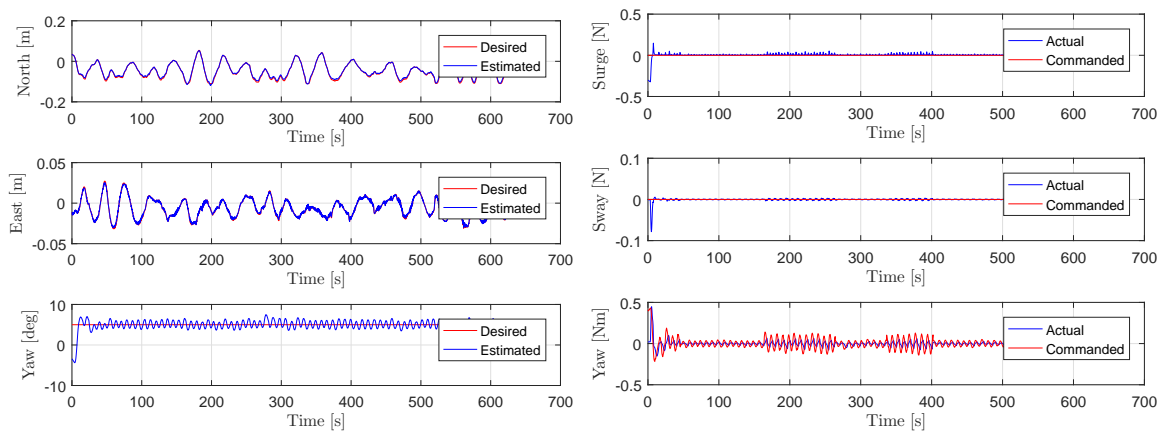 North [m]
0.2
0
-0.2
Desired
Estimated
0 100 200 300 400 500 600 700
Time [s]
East [m]
0.05
0
-0.05
Desired
Estimated
0 100 200 300 400 500 600 700
Time [s]
Yaw [deg]
10
0
-10
Desired
Estimated
0 100 200 300 400 500 600 700
Time [s]
Surge [N]
0.5
0
-0.5
Actual
Commanded
0 100 200 300 400 500 600 700
Time [s]
Sway [N]
0.1
0
-0.1
Actual
Commanded
0 100 200 300 400 500 600 700
Time [s]
Yaw [Nm]
0.5
0
-0.5
Actual
Commanded
0 100 200 300 400 500 600 700
Time [s]